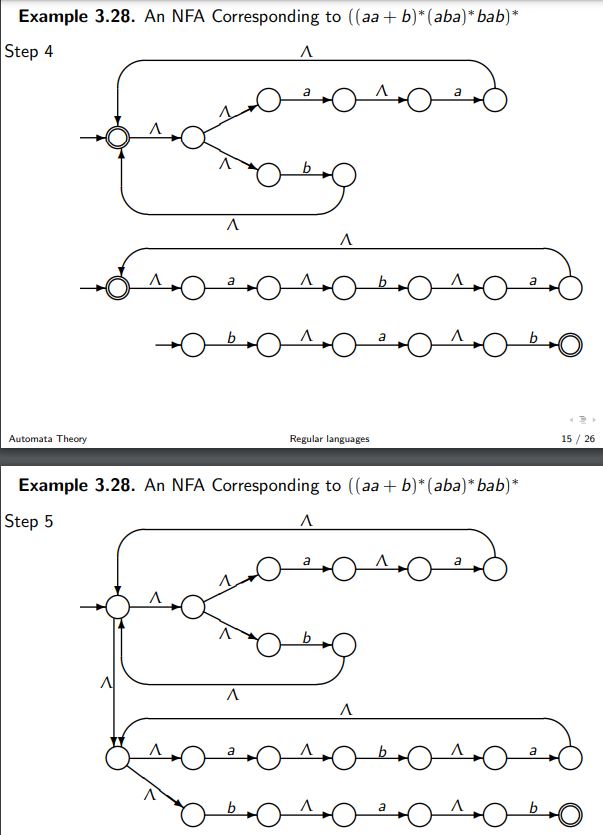 Example 3.28. An NFA Corresponding to ((aa + b)*(aba)*bab)*
Step 4
Λ
Λ a Λ a
Λ
Λ b
Λ
Λ
Λ a Λ b Λ a
b Λ a Λ b
Automata Theory Regular languages 15 / 26
Example 3.28. An NFA Corresponding to ((aa + b)*(aba)*bab)*
Step 5
Λ
Λ a Λ a
Λ
Λ b
Λ
Λ
Λ
Λ a Λ b Λ a
Λ b Λ a Λ b